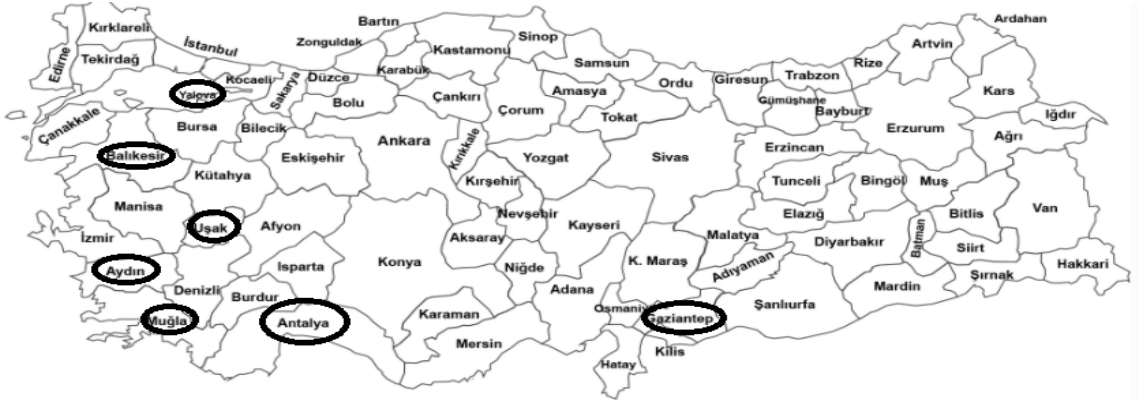 Kırklareli
Edirne
Tekirdağ
İstanbul
Yalova
Kocaeli
Sakarya
Düzce
Zonguldak
Bartın
Karabük
Kastamonu
Sinop
Samsun
Ordu
Giresun
Trabzon
Rize
Artvin
Ardahan
Kars
Iğdır
Çanakkale
Bursa
Bilecik
Bolu
Çankırı
Çorum
Amasya
Tokat
Gümüşhane
Bayburt
Erzurum
Ağrı
Balıkesir
Kütahya
Eskişehir
Ankara
Kırıkkale
Yozgat
Sivas
Erzincan
Tunceli
Bingöl
Muş
Kırşehir
Manisa
Uşak
Afyon
Nevşehir
Kayseri
Malatya
Elazığ
Diyarbakır
Batman
Bitlis
Van
Siirt
İzmir
Aksaray
Konya
Niğde
K. Maraş
Adıyaman
Aydın
Denizli
Isparta
Burdur
Adana
Şanlıurfa
Mardin
Şırnak
Hakkari
Muğla
Antalya
Karaman
Mersin
Osmaniy
Gaziantep
Hatay
Kilis